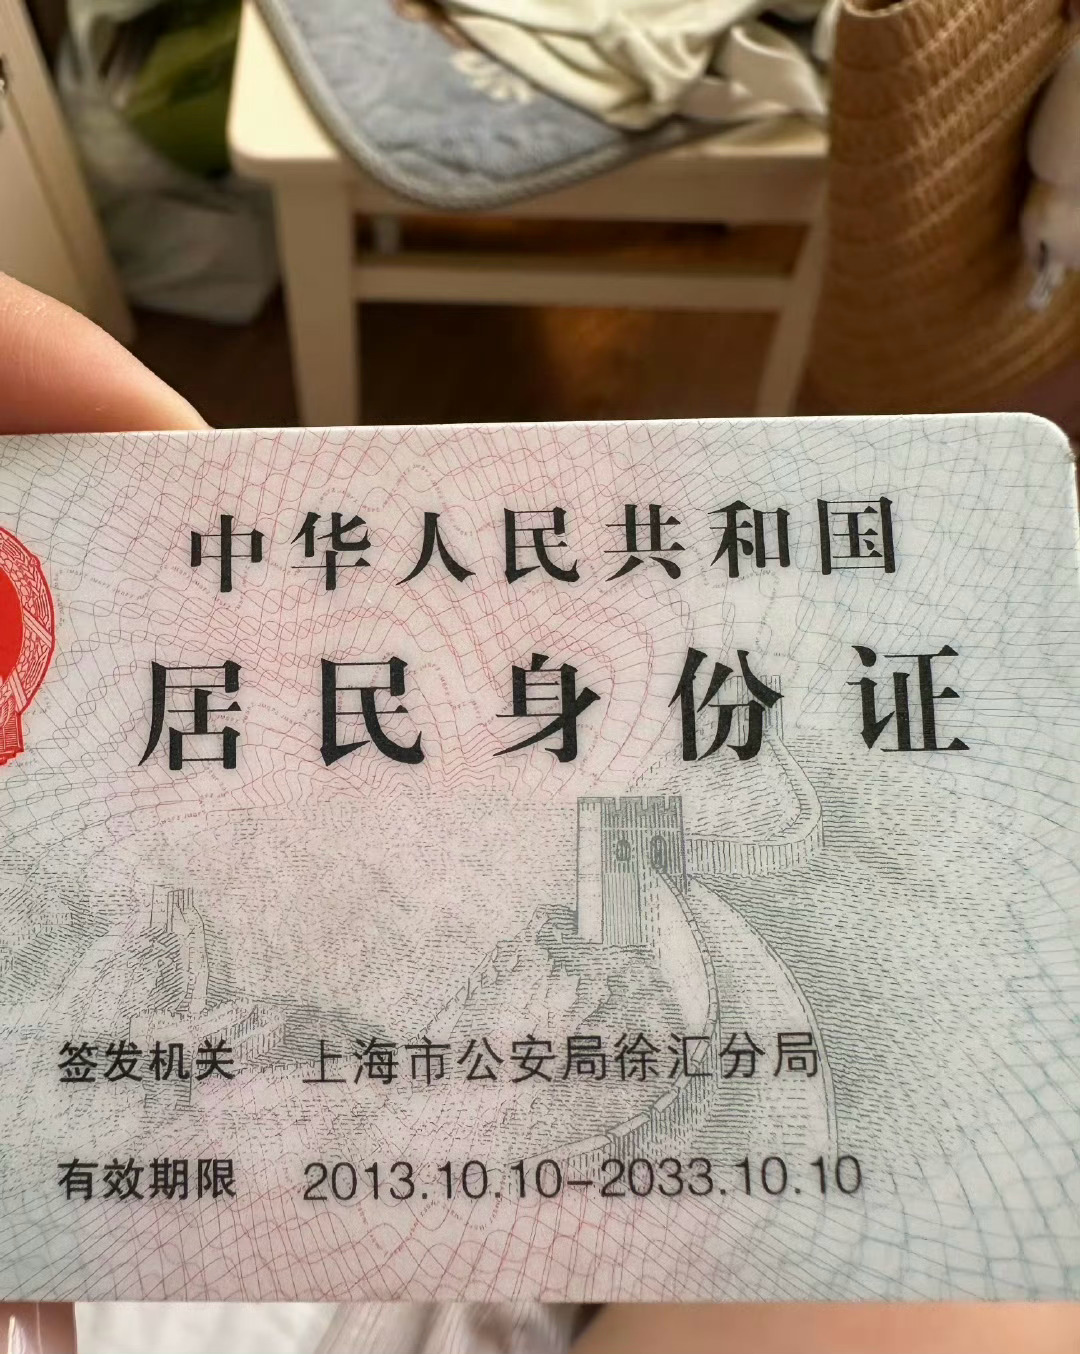 中华人民共和国
居民身份证
签发机关 上海市公安局徐汇分局
有效期限 2013.10.10-2033.10.10